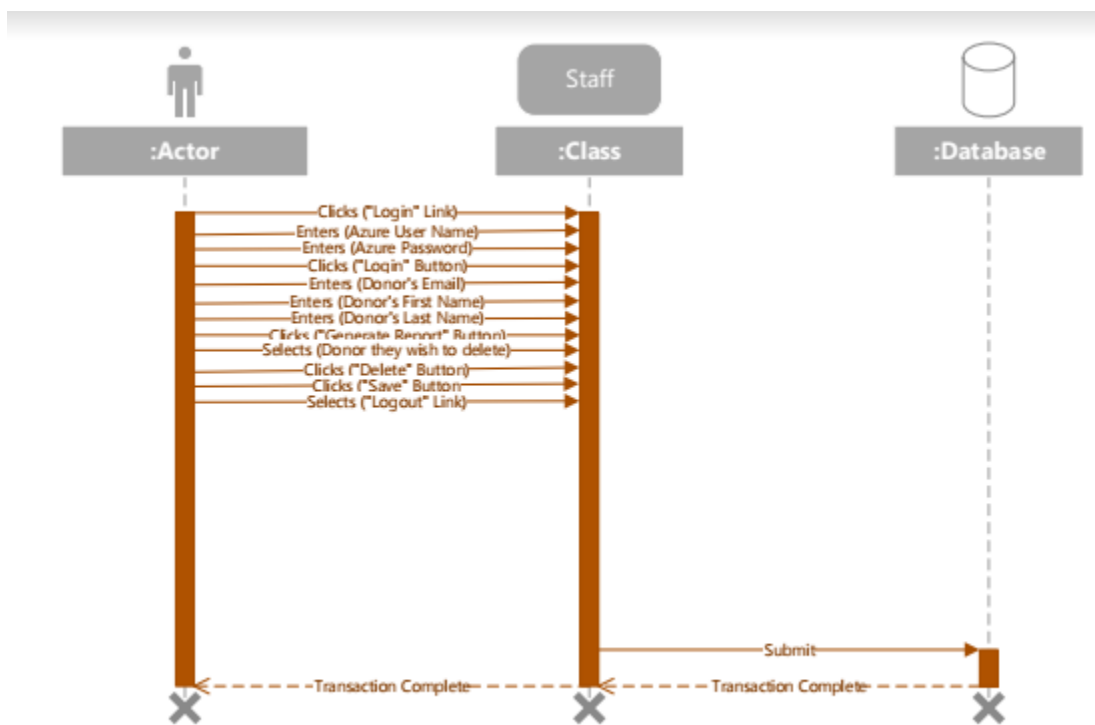 Staff
:Actor
:Class
:Database
Clicks ("Login" Link)
Enters (Azure User Name)
Enters (Azure Password)
Clicks ("Login" Button)
Enters (Donor's Email)
Enters (Donor's First Name)
Enters (Donor's Last Name)
Clicks ("Generate Report" Button)
Selects (Donor they wish to delete)
Clicks ("Delete" Button)
Clicks ("Save" Button
Selects ("Logout" Link)
Submit
Transaction Complete
Transaction Complete